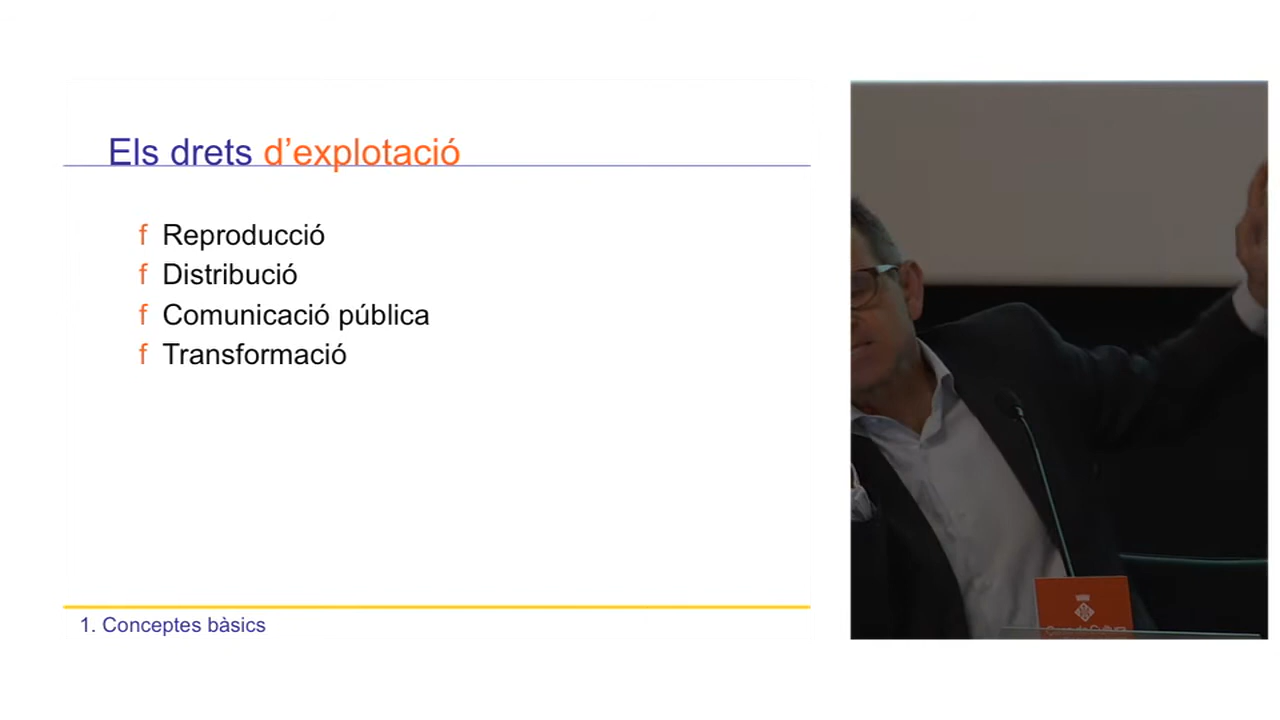 Els drets d’explotació
f Reproducció
f Distribució
f Comunicació pública
f Transformació
1. Conceptes bàsics